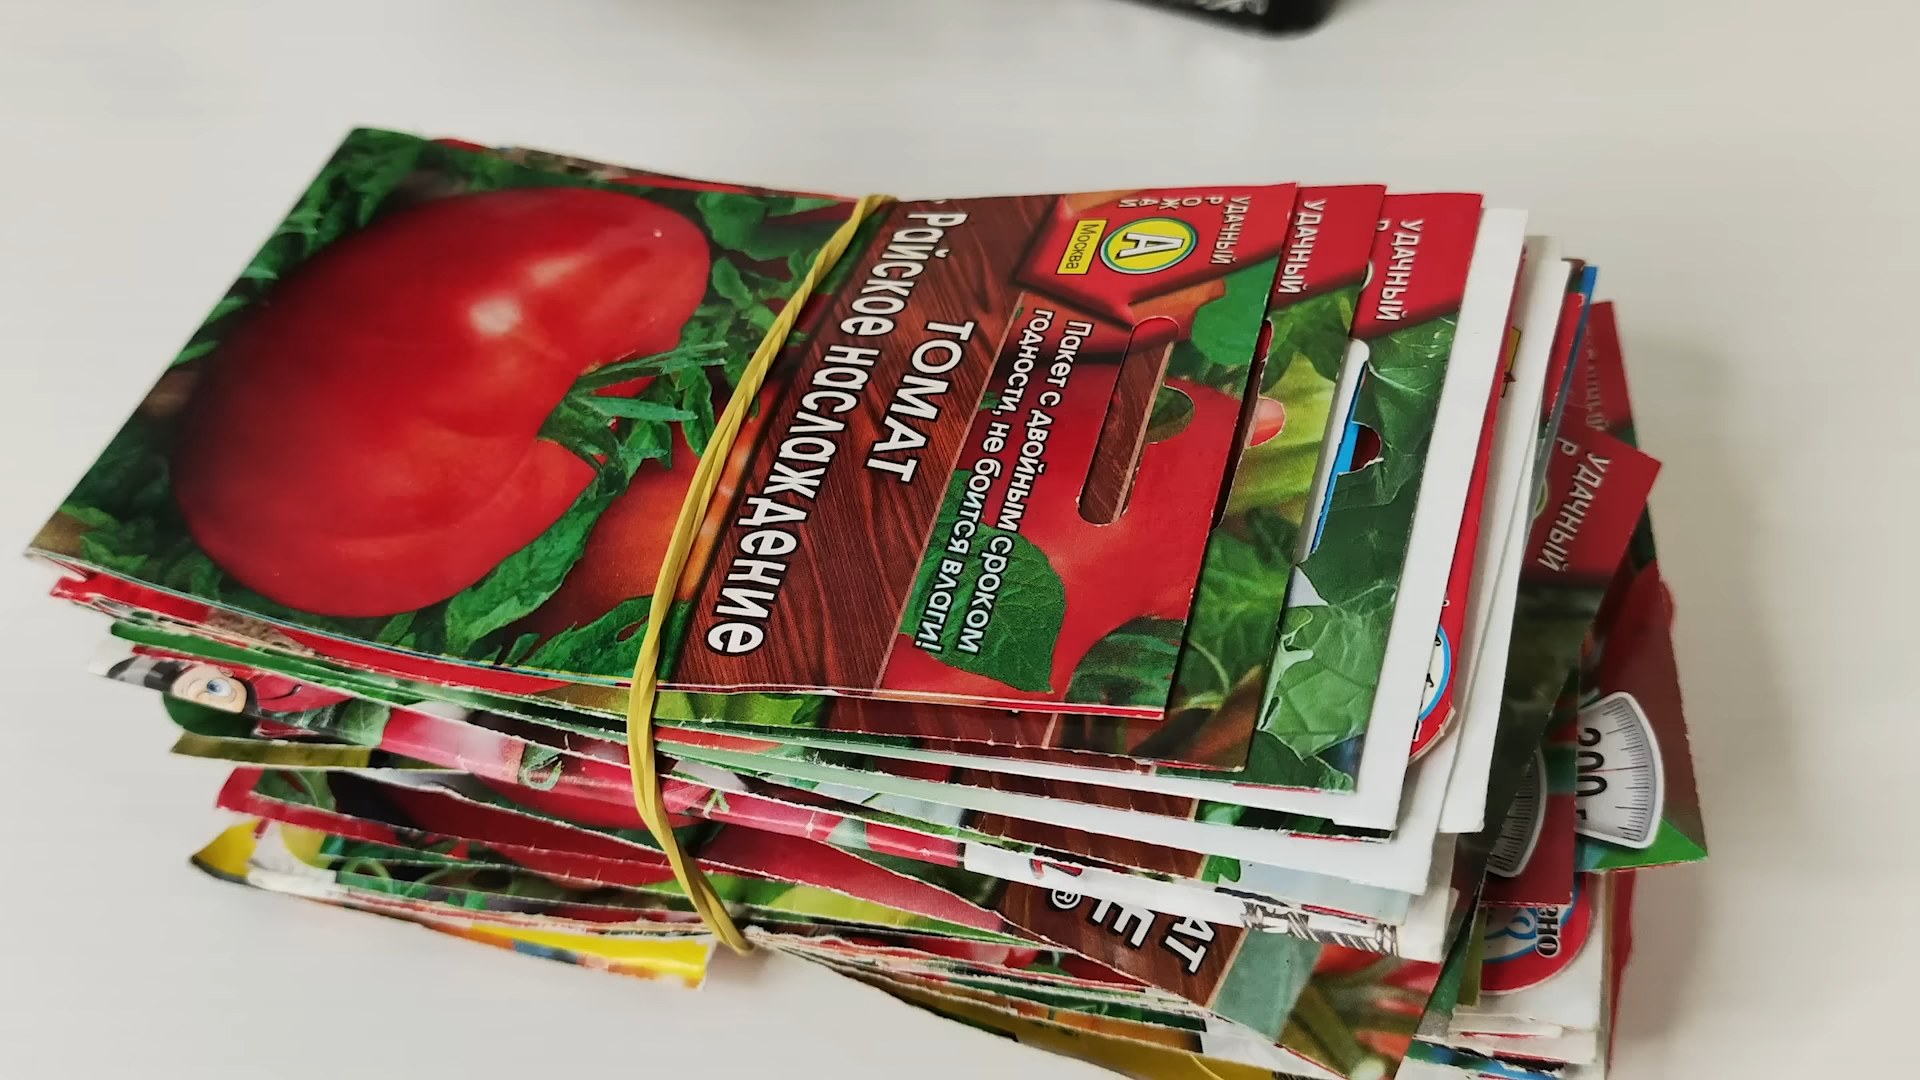 УДАЧНЫЙ
УРОЖАЙ
А
Москва
Пакет с двойным сроком
годности, не боится влаги!
ТОМАТ
Райское наслаждение
УДАЧНЫЙ
УДАЧНЫЙ
Р
УДАЧНЫЙ
Р
200 г